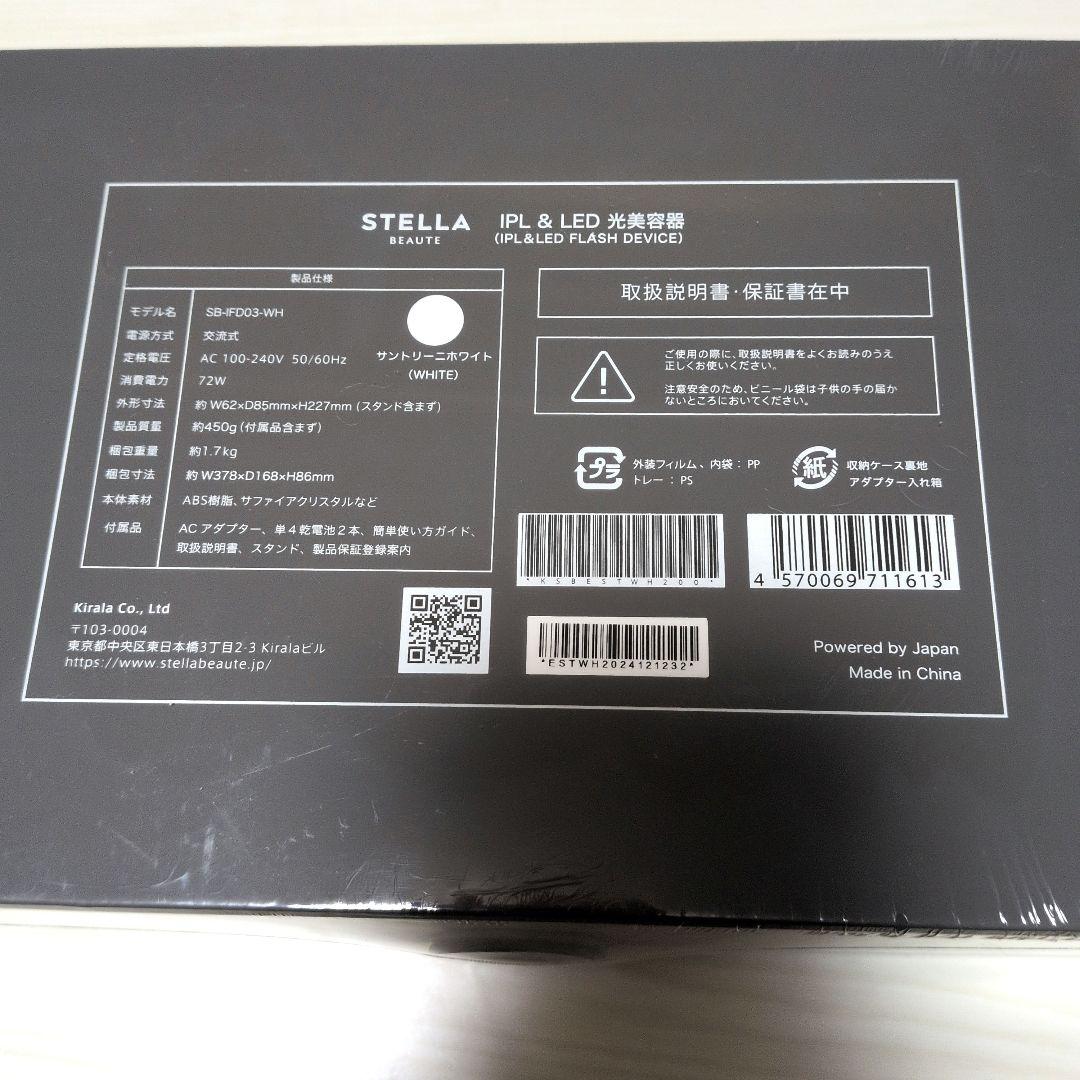 STELLA
BEAUTE
IPL & LED 光美容器
(IPL&LED FLASH DEVICE)
製品仕様
モデル名 SB-IFD03-WH
電源方式 交流式
定格電圧 AC 100-240V 50/60Hz
消費電力 72W
外形寸法 約 W62×D85mm×H227mm (スタンド含まず)
製品質量 約450g (付属品含まず)
梱包重量 約1.7kg
梱包寸法 約 W378×D168×H86mm
本体素材 ABS樹脂、サファイアクリスタルなど
付属品 AC アダプター、単4乾電池2本、簡単使い方ガイド、
取扱説明書、スタンド、製品保証登録案内
サントリーニホワイト
(WHITE)
取扱説明書・保証書在中
ご使用の際に、取扱説明書をよくお読みのうえ
正しくお使いください。
注意安全のため、ビニール袋は子供の手の届か
ないところにおいてください。
プラ
外装フィルム、内袋：PP
トレー：PS
紙
収納ケース裏地
アダプター入れ箱
*KSBESTWH200*
4 570069 711613
*ESTWH2024121232*
Kirala Co., Ltd
〒103-0004
東京都中央区東日本橋3丁目2-3 Kiralaビル
https://www.stellabeaute.jp/
Powered by Japan
Made in China